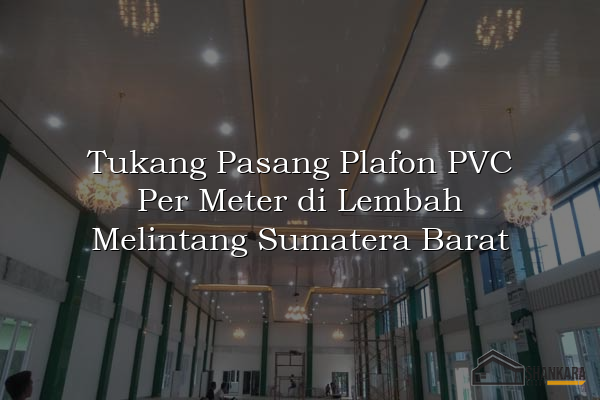 Tukang Pasang Plafon PVC
Per Meter di Lembah
Melintang Sumatera Barat